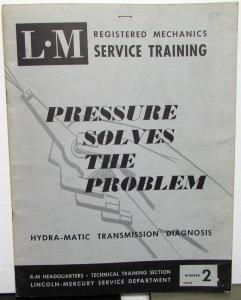 L·M
REGISTERED MECHANICS
SERVICE TRAINING
PRESSURE
SOLVES
THE
PROBLEM
HYDRA-MATIC TRANSMISSION DIAGNOSIS
R-M HEADQUARTERS · TECHNICAL TRAINING SECTION
LINCOLN-MERCURY SERVICE DEPARTMENT
NUMBER
2